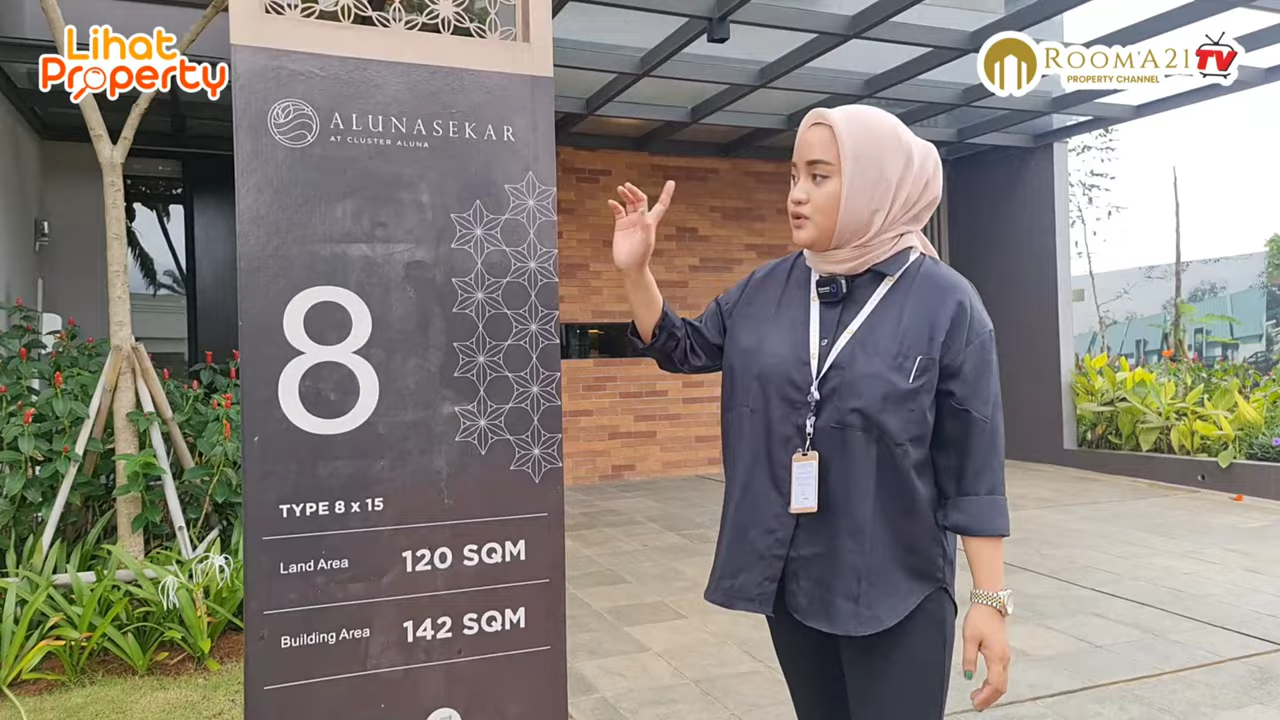 Lihat
Property
ROOM'A21 TV
PROPERTY CHANNEL
ALUNASEKAR
AT CLUSTER ALUNA
8
TYPE 8 x 15
Land Area 120 SQM
Building Area 142 SQM